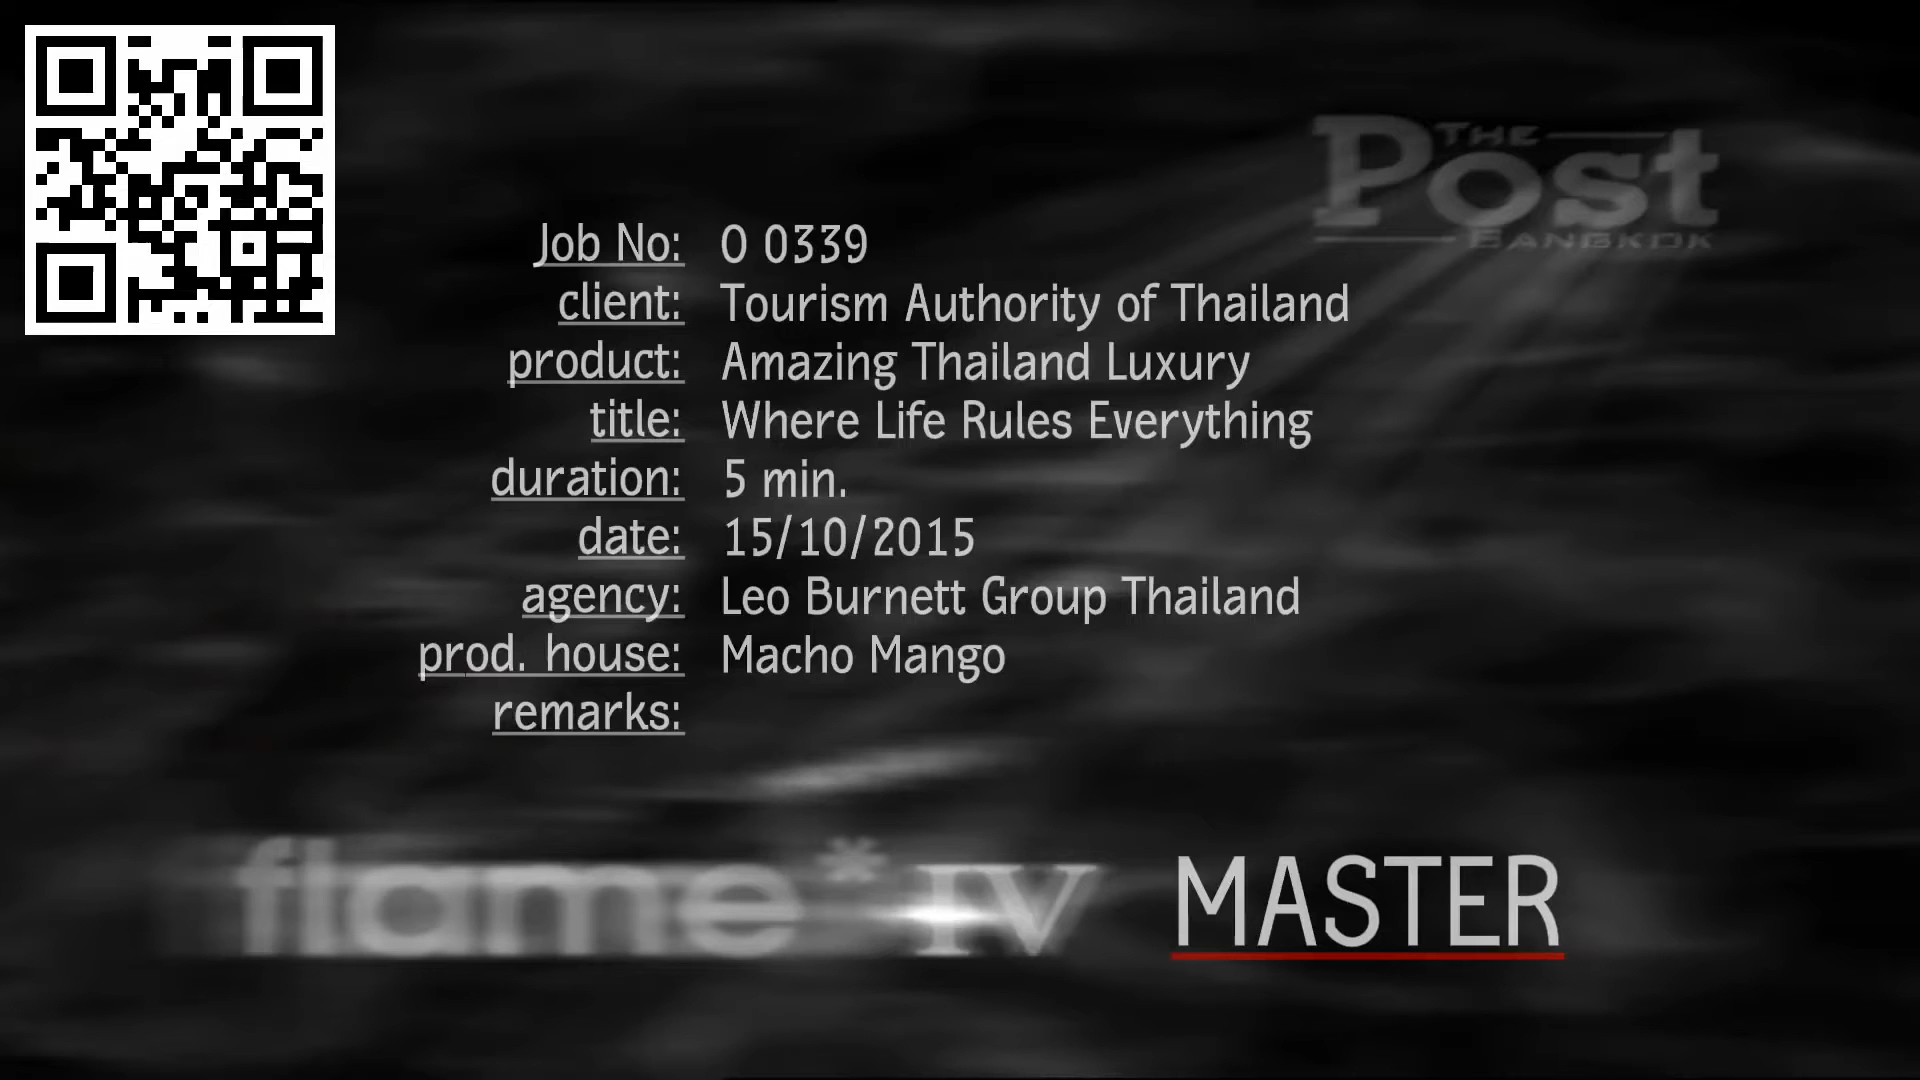 THE
Post
BANGKOK
Job No: O 0339
client: Tourism Authority of Thailand
product: Amazing Thailand Luxury
title: Where Life Rules Everything
duration: 5 min.
date: 15/10/2015
agency: Leo Burnett Group Thailand
prod. house: Macho Mango
remarks:
flame* IV MASTER